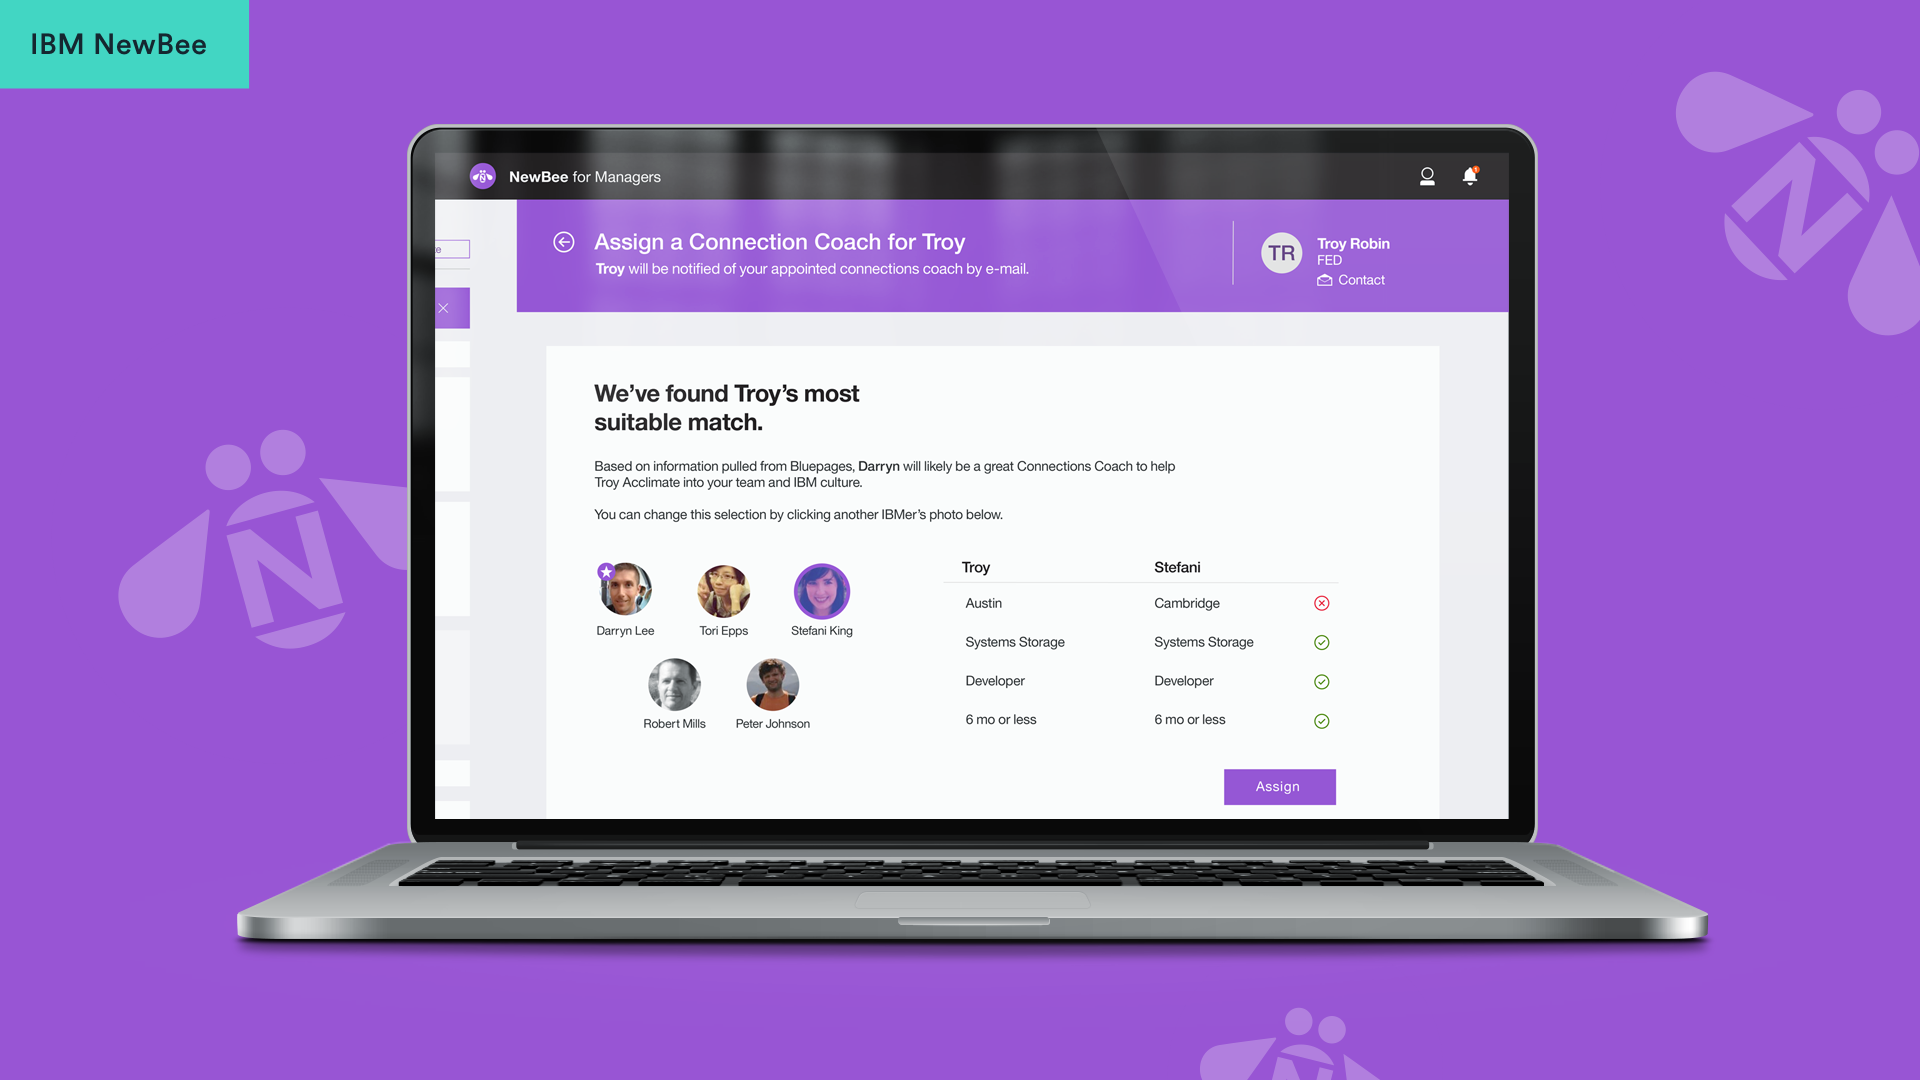 IBM NewBee
NewBee for Managers
Assign a Connection Coach for Troy
Troy will be notified of your appointed connections coach by e-mail.
TR
Troy Robin
FED
Contact
We’ve found Troy’s most
suitable match.
Based on information pulled from Bluepages, Darryn will likely be a great Connections Coach to help
Troy Acclimate into your team and IBM culture.
You can change this selection by clicking another IBMer’s photo below.
Darryn Lee
Tori Epps
Stefani King
Robert Mills
Peter Johnson
Troy Stefani
Austin Cambridge
Systems Storage Systems Storage
Developer Developer
6 mo or less 6 mo or less
Assign
N
N
N